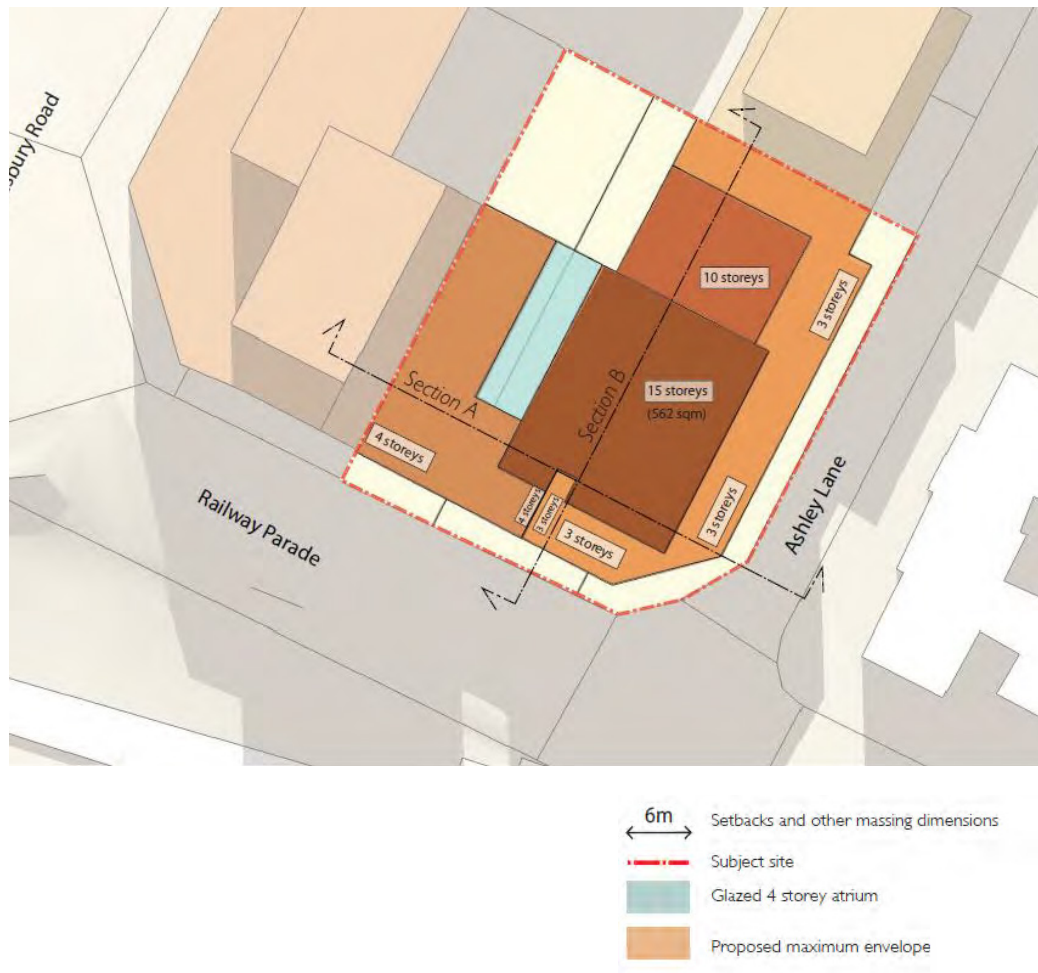 sbury Road
10 storeys
3 storeys
15 storeys
(562 sqm)
Section A
Section B
4 storeys
4 storeys
3 storeys
3 storeys
3 storeys
Railway Parade
Ashley Lane
6m
Setbacks and other massing dimensions
Subject site
Glazed 4 storey atrium
Proposed maximum envelope